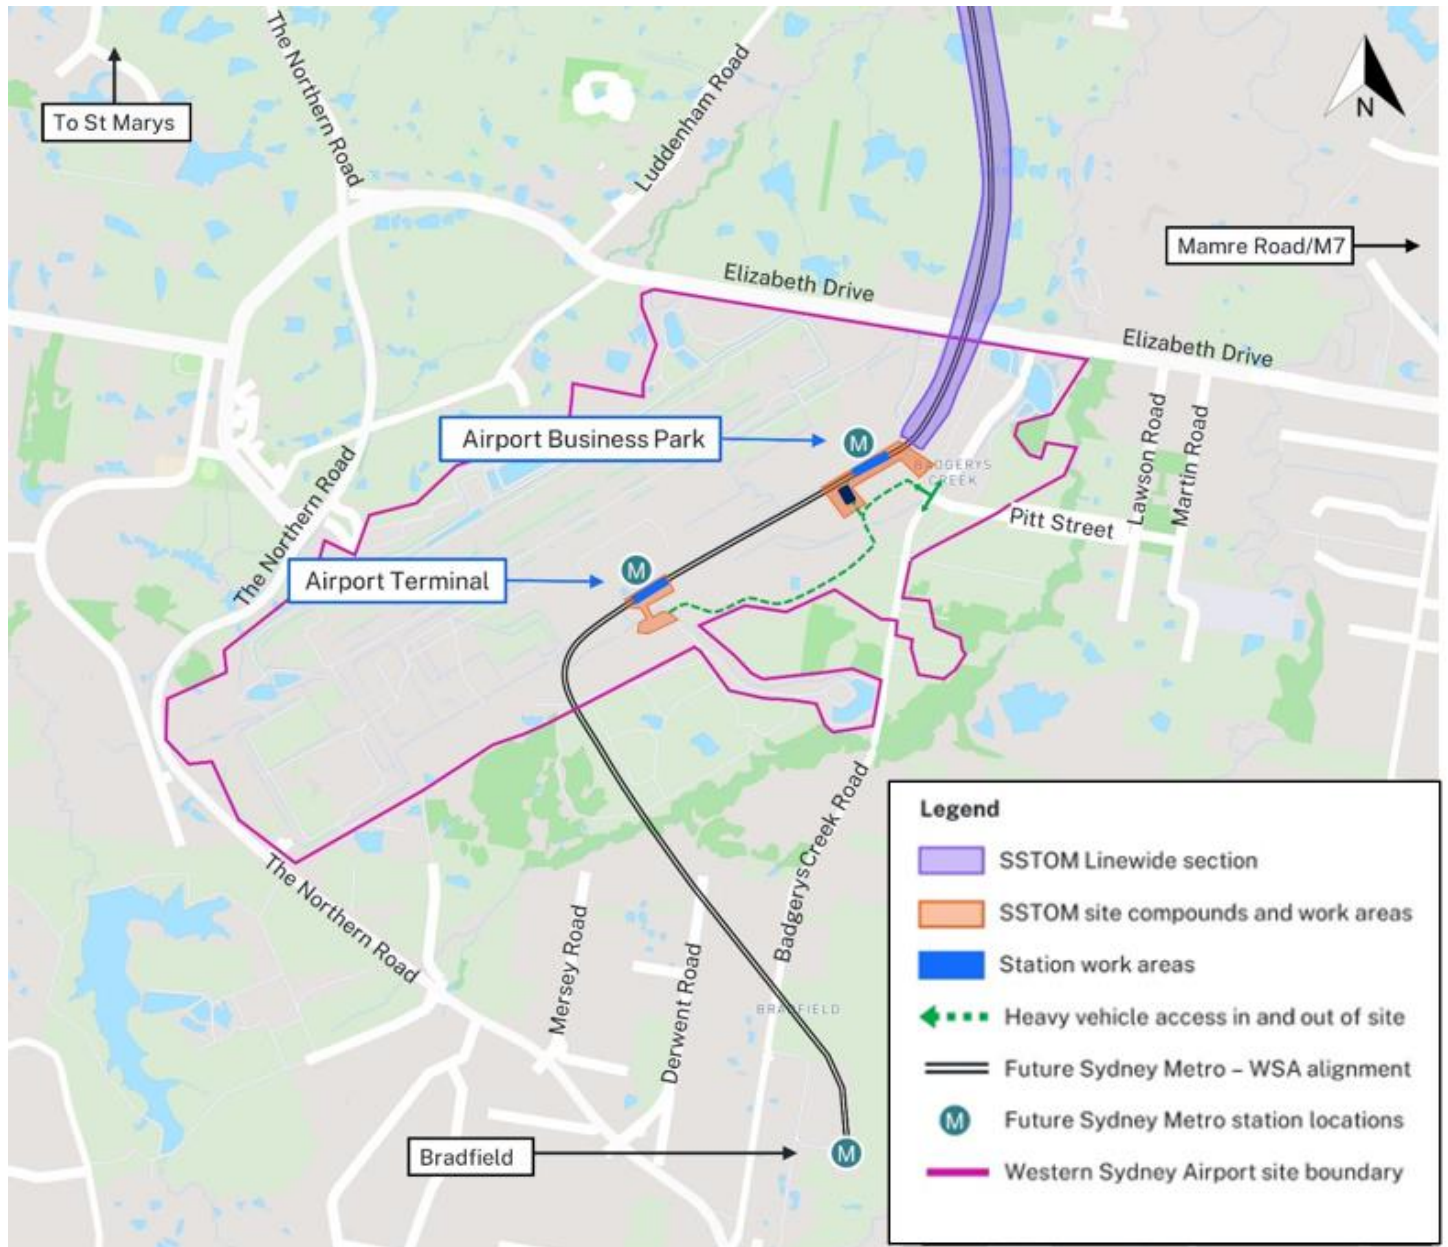 The Northern Road
Luddenham Road
To St Marys
N
Mamre Road/M7
Elizabeth Drive
Elizabeth Drive
Airport Business Park
M
BADGERYS
CREEK
Lawson Road
Martin Road
Pitt Street
The Northern Road
Airport Terminal
M
Badgerys Creek Road
The Northern Road
Mersey Road
Derwent Road
BRADFIELD
Bradfield
M
Legend
SSTOM Linewide section
SSTOM site compounds and work areas
Station work areas
Heavy vehicle access in and out of site
Future Sydney Metro – WSA alignment
M
Future Sydney Metro station locations
Western Sydney Airport site boundary